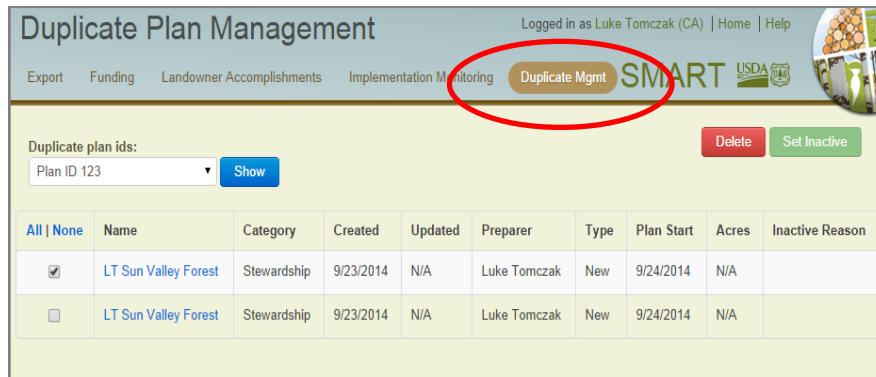 Duplicate Plan Management
Logged in as Luke Tomczak (CA) | Home | Help
Export Funding Landowner Accomplishments Implementation Monitoring Duplicate Mgmt SMART USDA UAS
Duplicate plan ids:
Plan ID 123 Show Delete Set Inactive
All | None Name Category Created Updated Preparer Type Plan Start Acres Inactive Reason
LT Sun Valley Forest Stewardship 9/23/2014 N/A Luke Tomczak New 9/24/2014 N/A
LT Sun Valley Forest Stewardship 9/23/2014 N/A Luke Tomczak New 9/24/2014 N/A